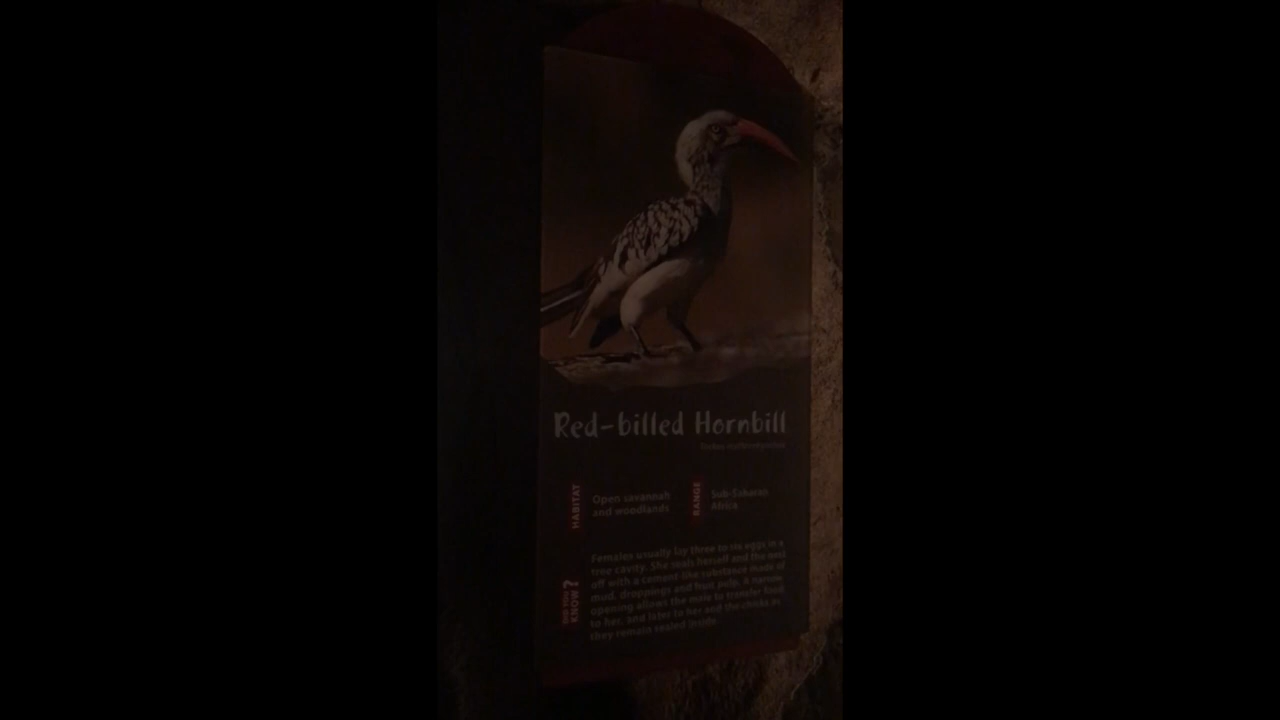 Red-billed Hornbill
HABITAT
Open savannah
and woodlands
RANGE
Sub-Saharan
Africa
DID YOU
KNOW?
Females usually lay three to six eggs in a
tree cavity. She seals herself and the nest
off with a cement-like substance made of
mud, droppings and fruit pulp. A narrow
opening allows the male to transfer food
to her, and later to her and the chicks as
they remain sealed inside.